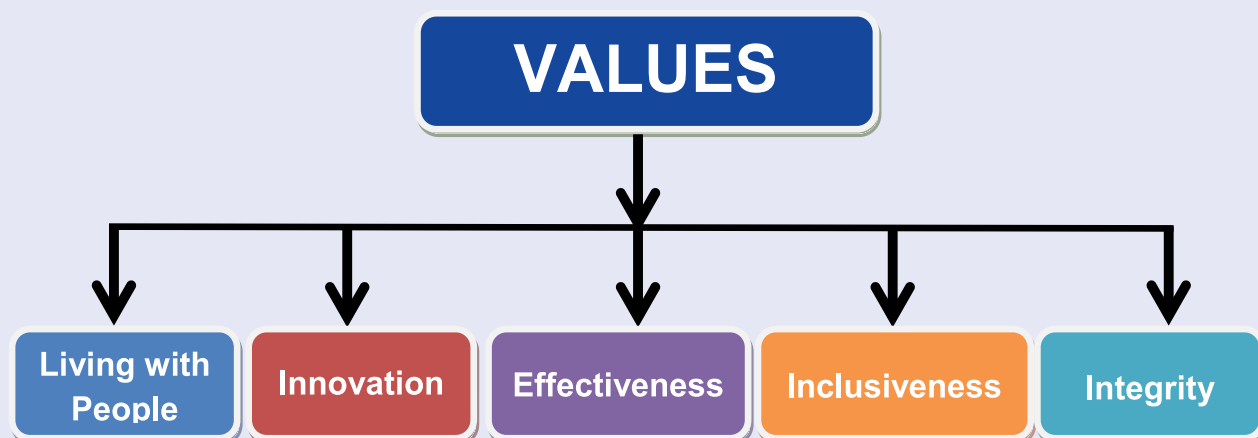 VALUES
Living with
People
Innovation
Effectiveness
Inclusiveness
Integrity